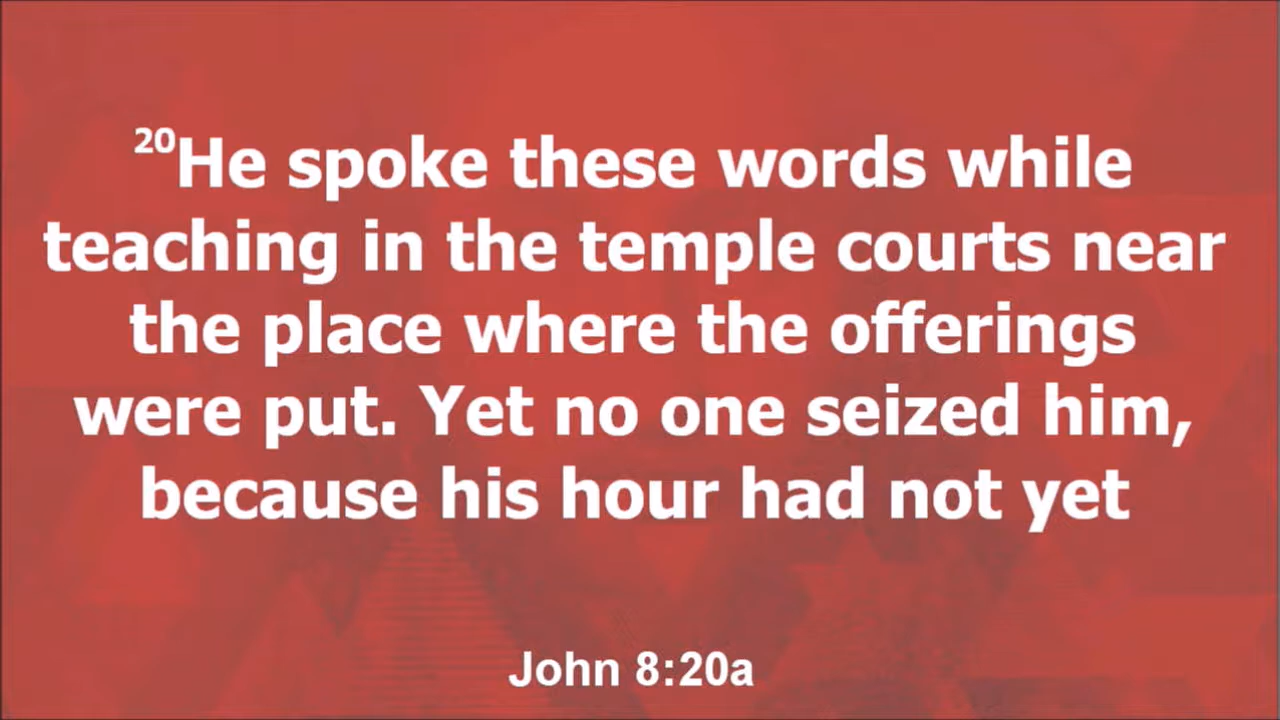 20He spoke these words while
teaching in the temple courts near
the place where the offerings
were put. Yet no one seized him,
because his hour had not yet
John 8:20a